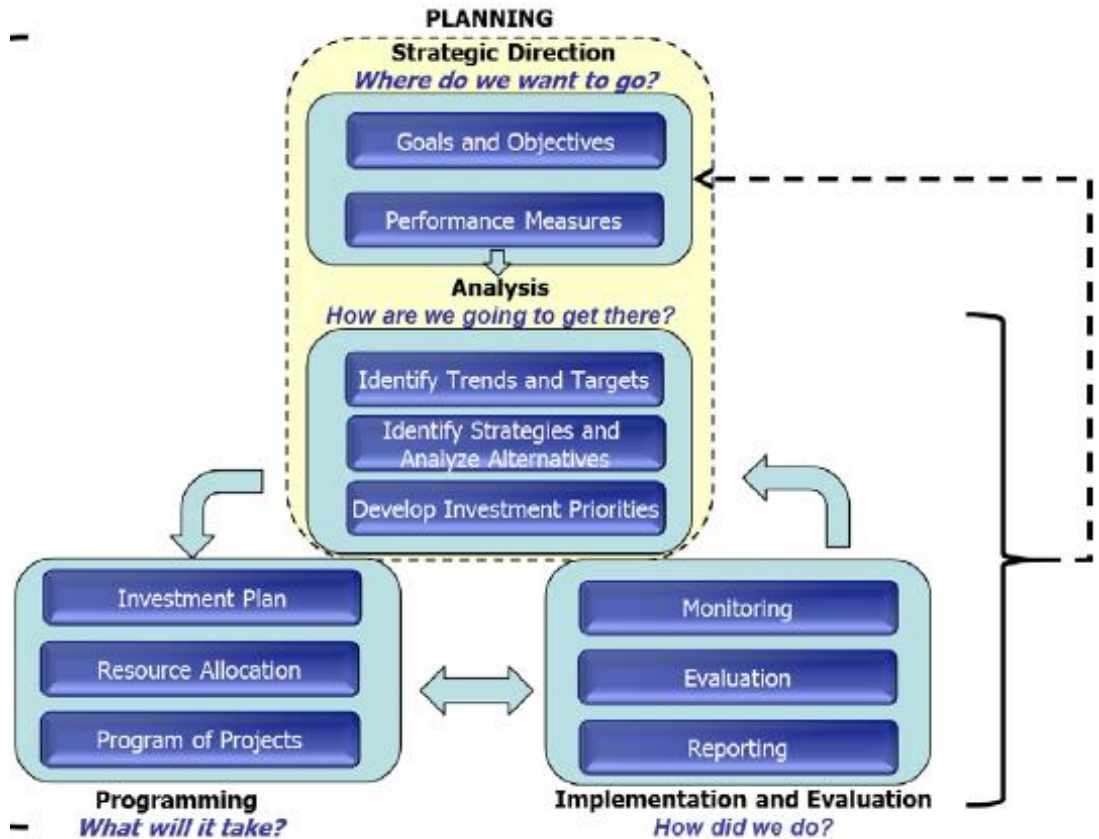 PLANNING
Strategic Direction
Where do we want to go?
Goals and Objectives
Performance Measures
Analysis
How are we going to get there?
Identify Trends and Targets
Identify Strategies and
Analyze Alternatives
Develop Investment Priorities
Investment Plan
Resource Allocation
Program of Projects
Programming
What will it take?
Monitoring
Evaluation
Reporting
Implementation and Evaluation
How did we do?